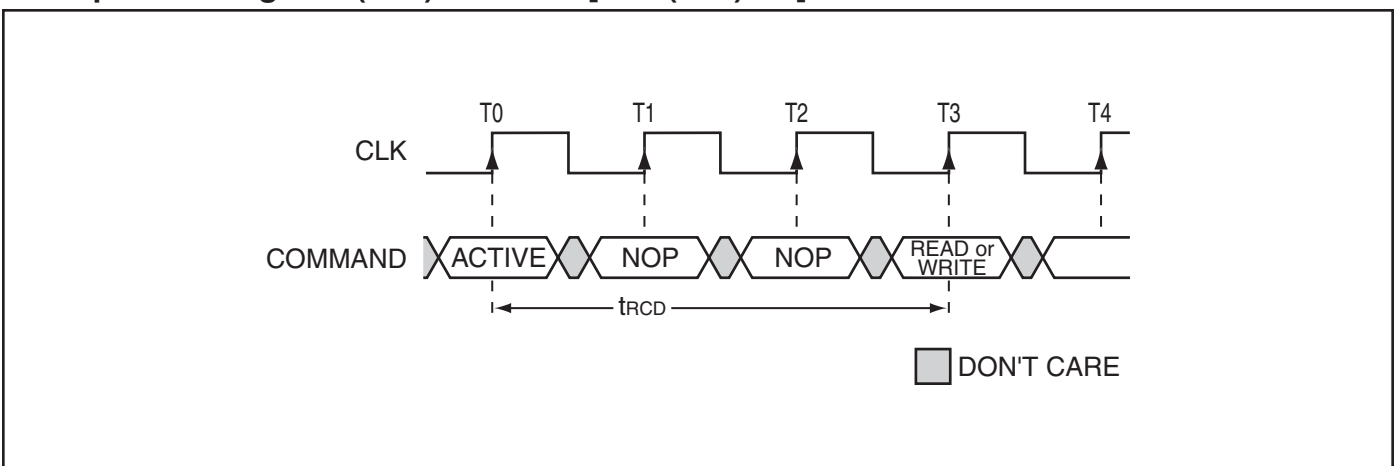 T0 T1 T2 T3 T4
CLK
COMMAND ACTIVE NOP NOP READ or
WRITE
tRCD
DON'T CARE